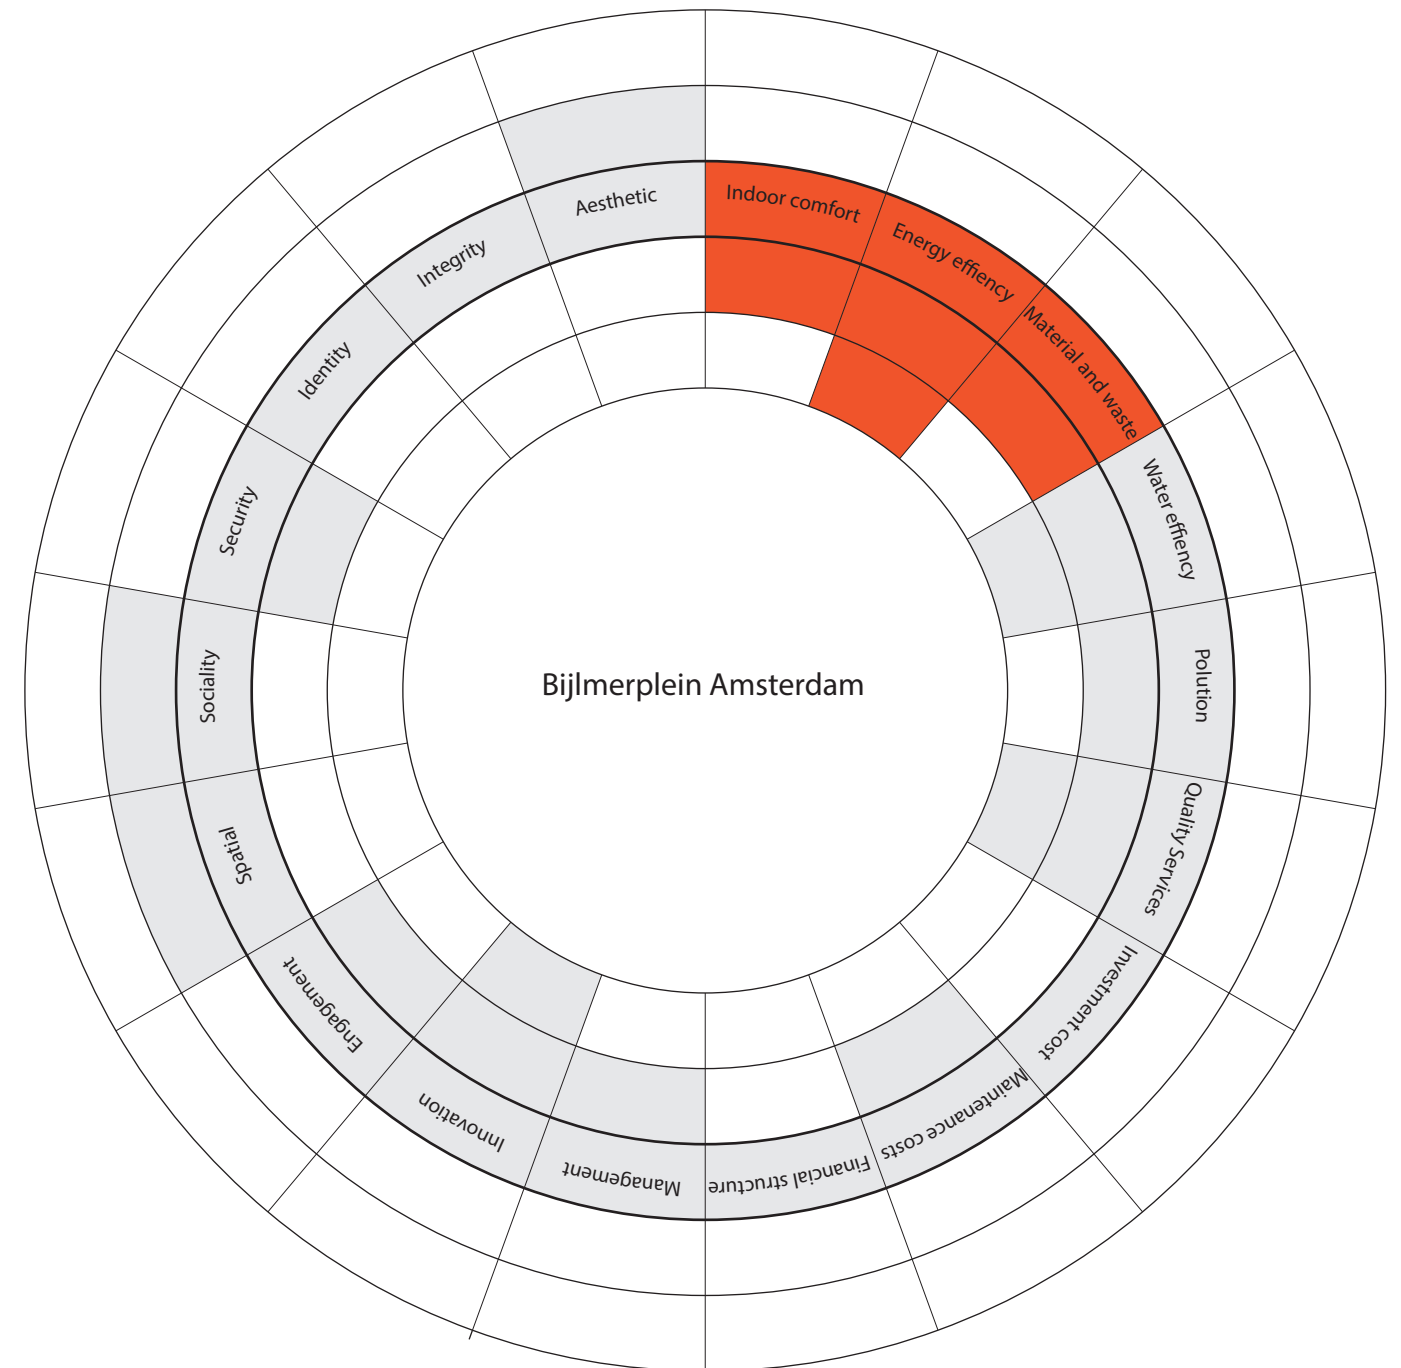 Indoor comfort
Energy effiency
Material and waste
Water effiency
Polution
Quality Services
Investment cost
Maintenance costs
Financial structure
Management
Innovation
Engagement
Spatial
Sociality
Security
Identity
Integrity
Aesthetic
Bijlmerplein Amsterdam